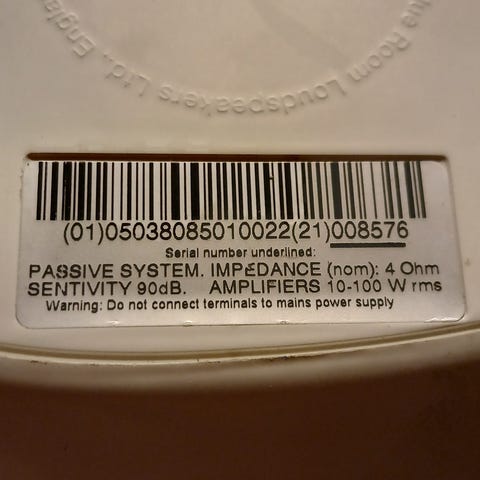 ue Room Loudspeakers Ltd., Engla
(01)05038085010022(21)008576
Serial number underlined:
PASSIVE SYSTEM. IMPEDANCE (nom): 4 Ohm
SENTIVITY 90dB. AMPLIFIERS 10-100 W rms
Warning: Do not connect terminals to mains power supply